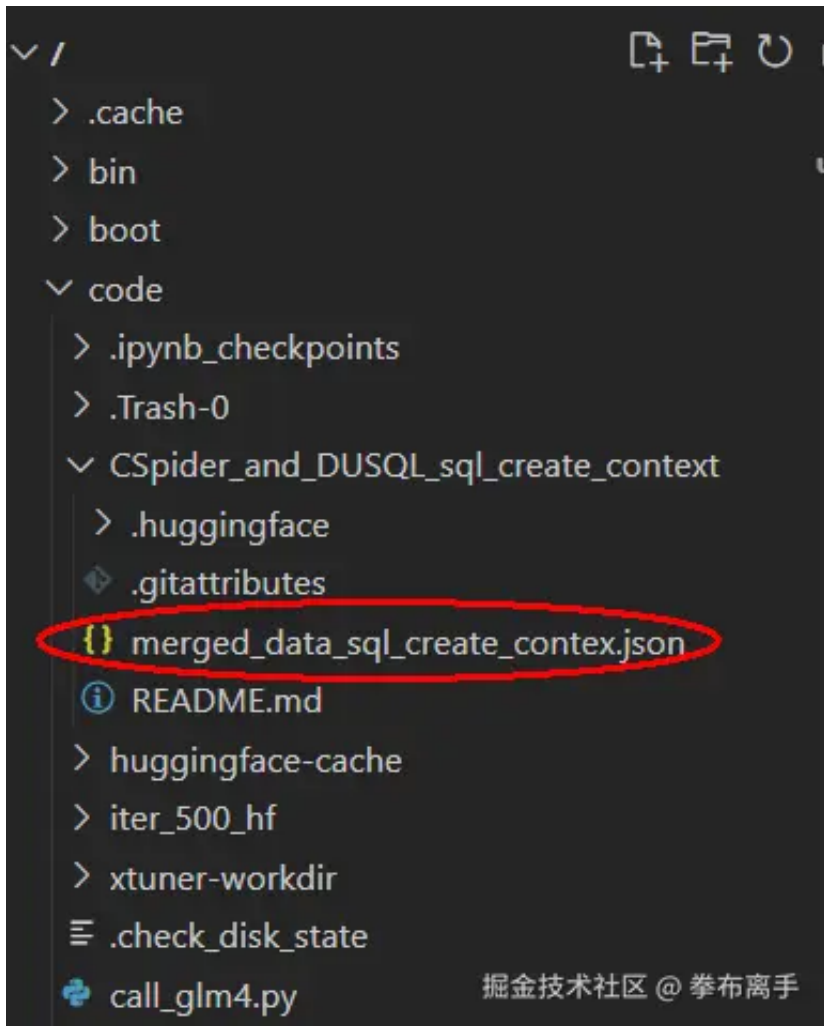 /
.cache
bin
boot
code
.ipynb_checkpoints
.Trash-0
CSpider_and_DUSQL_sql_create_context
.huggingface
.gitattributes
{} merged_data_sql_create_contex.json
README.md
huggingface-cache
iter_500_hf
xtuner-workdir
.check_disk_state
call_glm4.py
掘金技术社区 @ 拳布离手